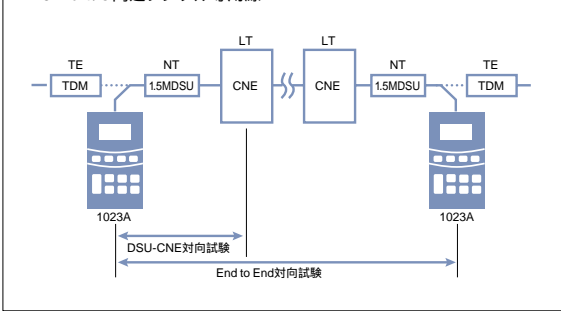 LT LT
TE NT NT TE
TDM 1.5MDSU CNE CNE 1.5MDSU TDM
1023A 1023A
DSU-CNE対向試験
End to End対向試験